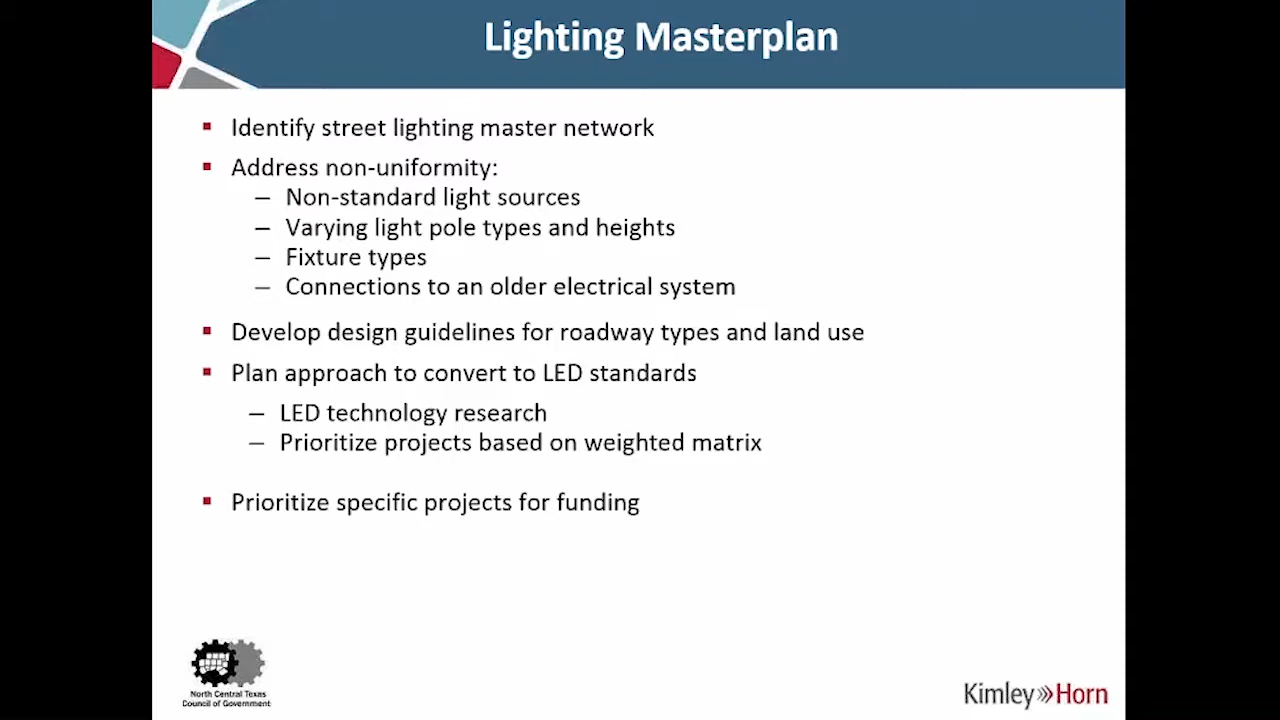 Lighting Masterplan
▪ Identify street lighting master network
▪ Address non-uniformity:
– Non-standard light sources
– Varying light pole types and heights
– Fixture types
– Connections to an older electrical system
▪ Develop design guidelines for roadway types and land use
▪ Plan approach to convert to LED standards
– LED technology research
– Prioritize projects based on weighted matrix
▪ Prioritize specific projects for funding
North Central Texas
Council of Government
Kimley»Horn